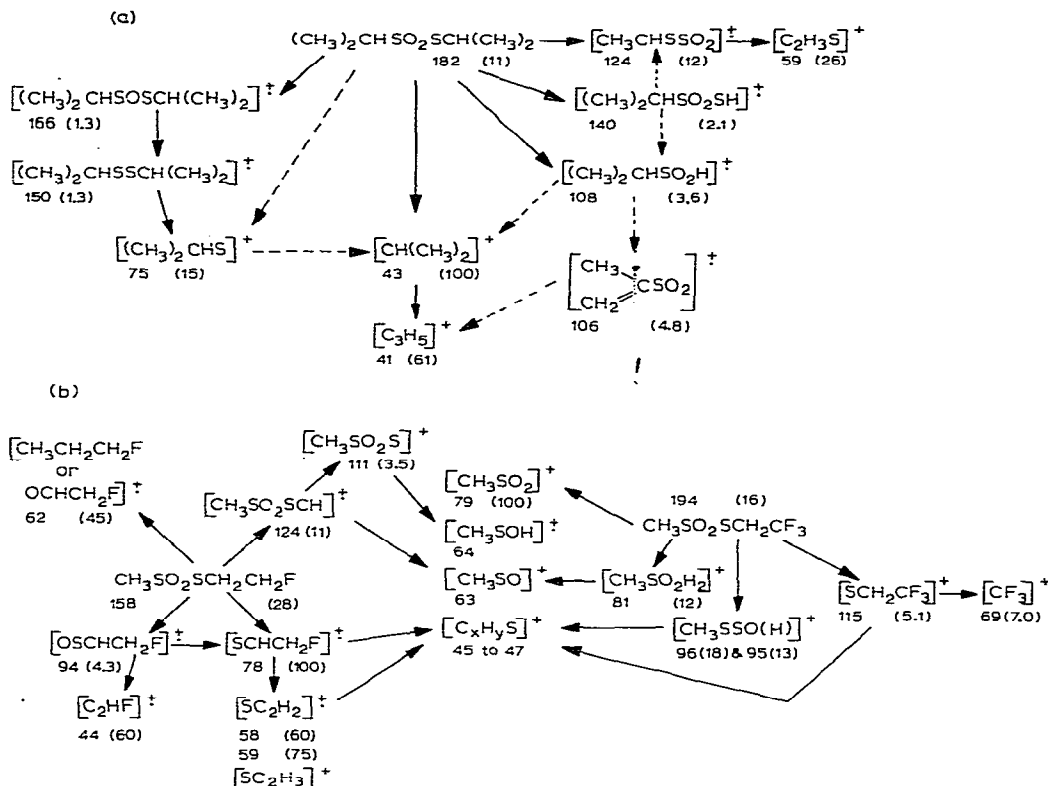 (a)
(CH₃)₂CHSO₂SCH(CH₃)₂
182 (11)
[CH₃CHSSO₂]⁺̇
124 (12)
[C₂H₃S]⁺
59 (26)
[(CH₃)₂CHSOSCH(CH₃)₂]⁺̇
166 (1.3)
[(CH₃)₂CHSO₂SH]⁺̇
140 (2.1)
[(CH₃)₂CHSSCH(CH₃)₂]⁺̇
150 (1.3)
[(CH₃)₂CHSO₂H]⁺̇
108 (3,6)
[(CH₃)₂CHS]⁺
75 (15)
[CH(CH₃)₂]⁺
43 (100)
[CH₃
CSO₂]⁺̇
CH₂
106 (4.8)
[C₃H₅]⁺
41 (61)
(b)
[CH₃CH₂CH₂F
or
OCHCH₂F]⁺̇
62 (45)
[CH₃SO₂S]⁺
111 (3.5)
[CH₃SO₂SCH]⁺̇
124 (11)
[CH₃SO₂]⁺
79 (100)
194 (16)
CH₃SO₂SCH₂CF₃
[CH₃SOH]⁺̇
64
CH₃SO₂SCH₂CH₂F
158 (28)
[CH₃SO]⁺
63
[CH₃SO₂H₂]⁺
81 (12)
[SCH₂CF₃]⁺
115 (5.1)
[CF₃]⁺
69 (7.0)
[OSCHCH₂F]⁺̇
94 (4.3)
[SCHCH₂F]⁺̇
78 (100)
[CₓHᵧS]⁺
45 to 47
[CH₃SSO(H)]⁺
96(18) & 95(13)
[C₂HF]⁺̇
44 (60)
[SC₂H₂]⁺̇
58 (60)
59 (75)
[SC₂H₃]⁺